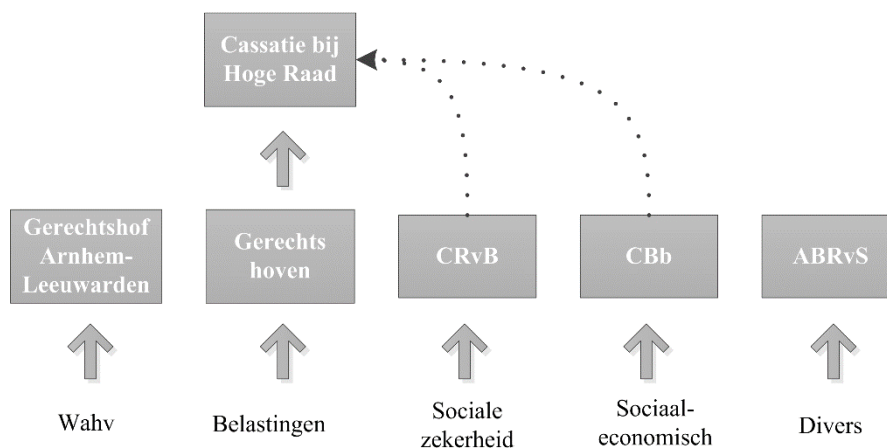 Cassatie bij
Hoge Raad
Gerechtshof
Arnhem-
Leeuwarden
Gerechts
hoven
CRvB
CBb
ABRvS
Wahv
Belastingen
Sociale
zekerheid
Sociaal-
economisch
Divers